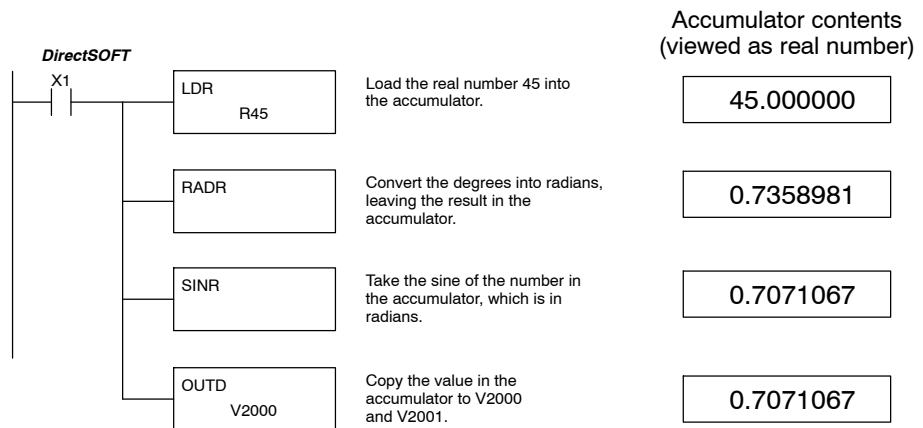 Accumulator contents
(viewed as real number)
DirectSOFT
X1
LDR
R45
Load the real number 45 into
the accumulator.
45.000000
RADR
Convert the degrees into radians,
leaving the result in the
accumulator.
0.7358981
SINR
Take the sine of the number in
the accumulator, which is in
radians.
0.7071067
OUTD
V2000
Copy the value in the
accumulator to V2000
and V2001.
0.7071067